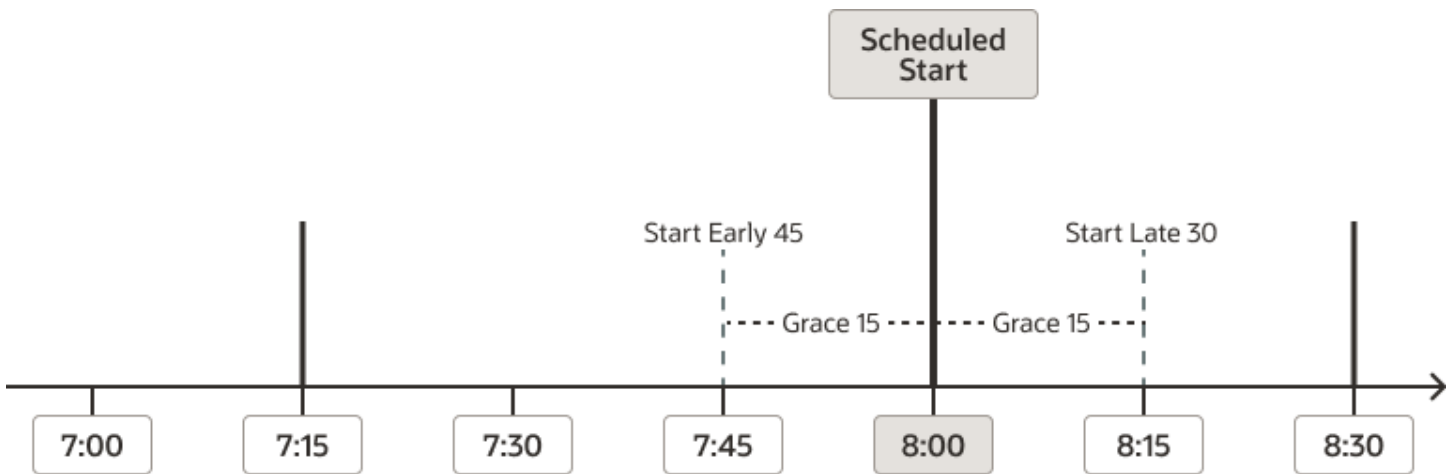 Scheduled
Start
Start Early 45
Start Late 30
Grace 15
Grace 15
7:00
7:15
7:30
7:45
8:00
8:15
8:30